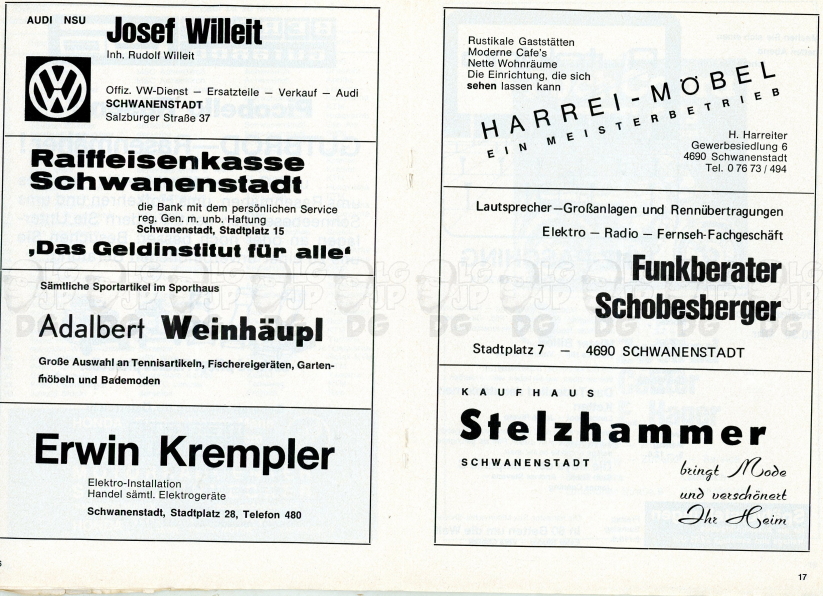 AUDI NSU
Josef Willeit
Inh. Rudolf Willeit
VW
Offiz. VW-Dienst — Ersatzteile — Verkauf — Audi
SCHWANENSTADT
Salzburger Straße 37
Raiffeisenkasse
Schwanenstadt
die Bank mit dem persönlichen Service
reg. Gen. m. unb. Haftung
Schwanenstadt, Stadtplatz 15
‚Das Geldinstitut für alle‘
Sämtliche Sportartikel im Sporthaus
Adalbert Weinhäupl
Große Auswahl an Tennisartikeln, Fischereigeräten, Garten-
möbeln und Bademoden
Erwin Krempler
Elektro-Installation
Handel sämtl. Elektrogeräte
Schwanenstadt, Stadtplatz 28, Telefon 480
Rustikale Gaststätten
Moderne Cafe's
Nette Wohnräume
Die Einrichtung, die sich
sehen lassen kann
HARREI-MÖBEL
EIN MEISTERBETRIEB
H. Harreiter
Gewerbesiedlung 6
4690 Schwanenstadt
Tel. 0 76 73 / 494
Lautsprecher—Großanlagen und Rennübertragungen
Elektro — Radio — Fernseh-Fachgeschäft
Funkberater
Schobesberger
Stadtplatz 7 — 4690 SCHWANENSTADT
KAUFHAUS
Stelzhammer
SCHWANENSTADT
bringt Mode
und verschönert
Ihr Heim
17
LG JP DG